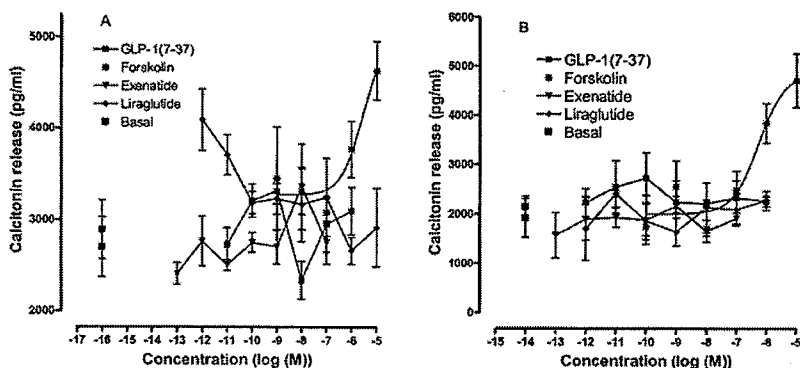 A
Calcitonin release (pg/ml)
5000
4000
3000
2000
GLP-1(7-37)
Forskolin
Exenatide
Liraglutide
Basal
-17 -16 -15 -14 -13 -12 -11 -10 -9 -8 -7 -6 -5
Concentration (log (M))
B
Calcitonin release (pg/ml)
6000
5000
4000
3000
2000
1000
0
GLP-1(7-37)
Forskolin
Exenatide
Liraglutide
Basal
-15 -14 -13 -12 -11 -10 -9 -8 -7 -6 -5
Concentration (log (M))